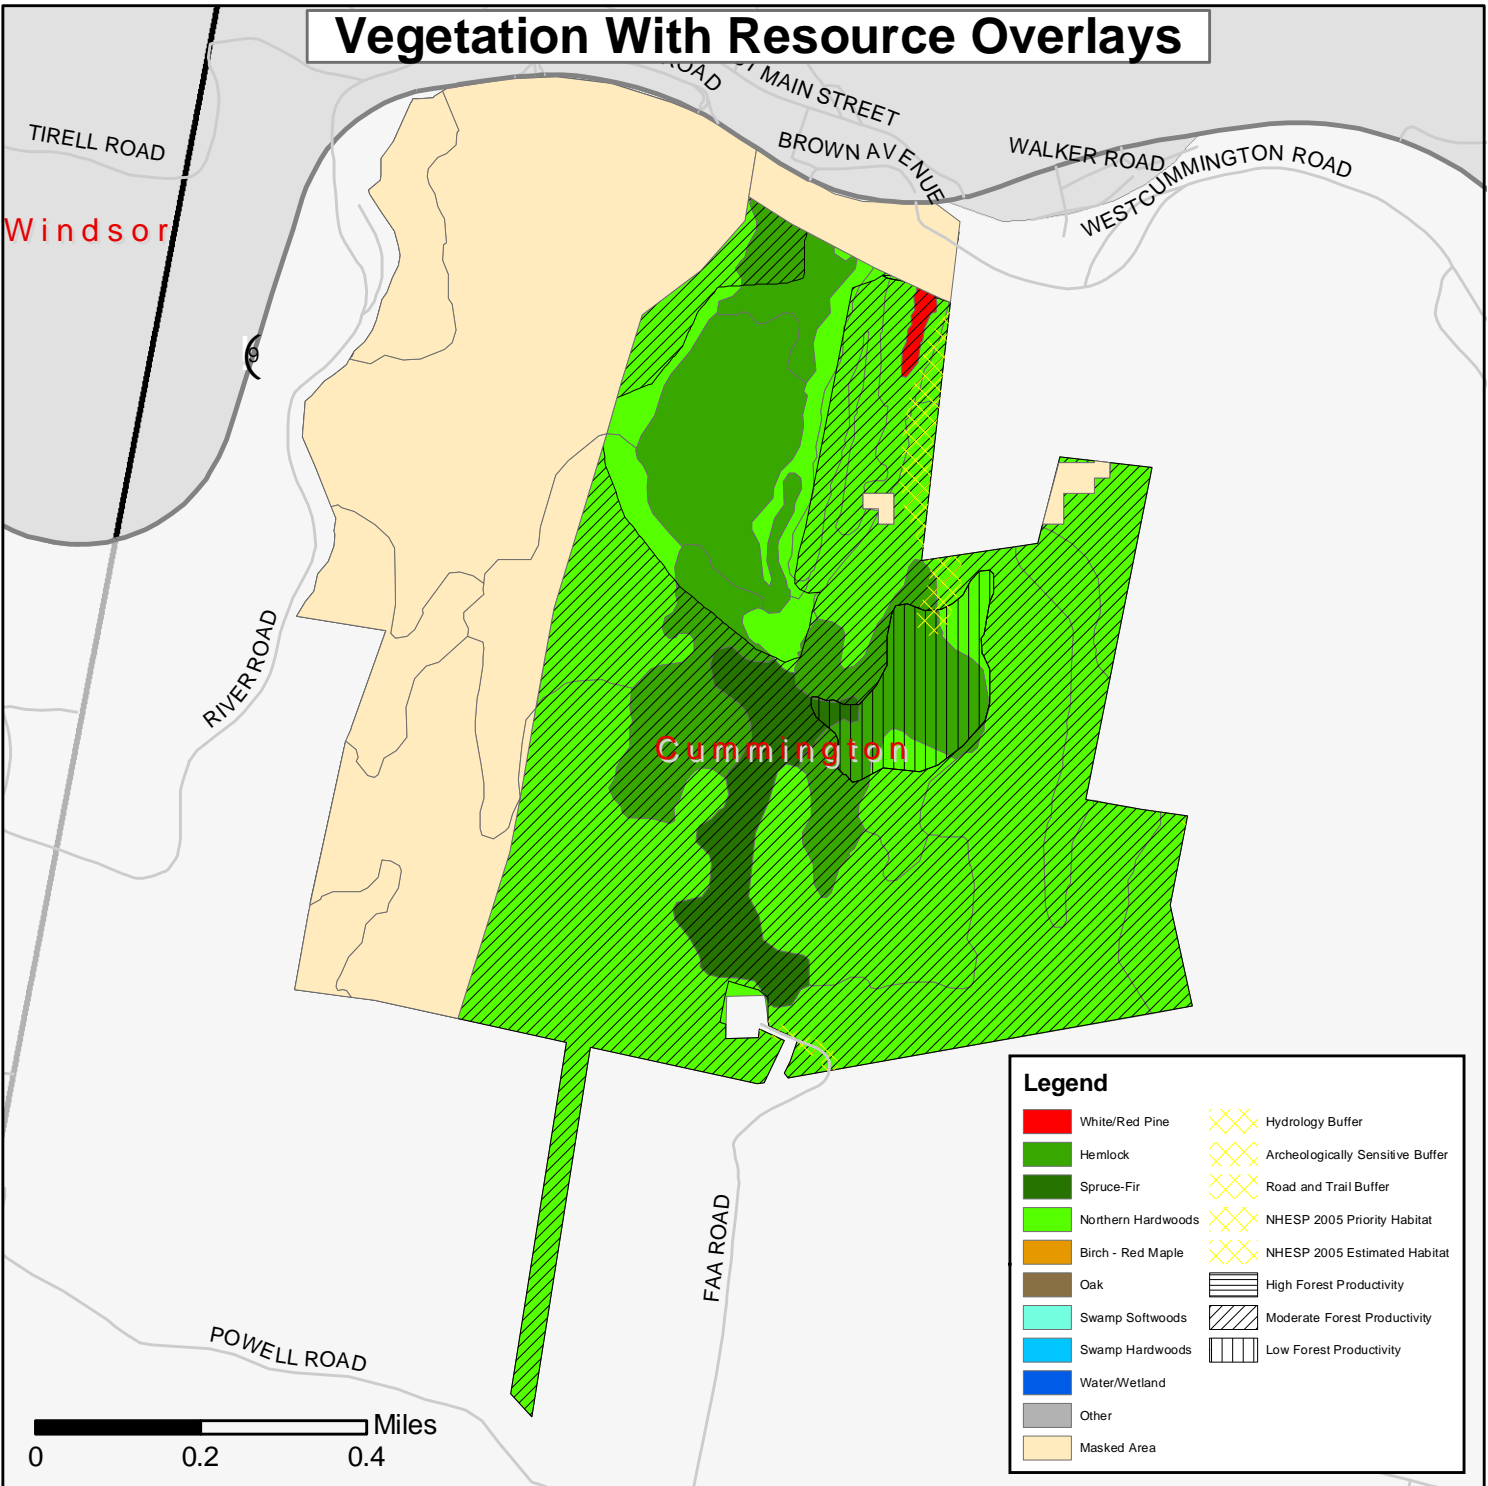 Vegetation With Resource Overlays
ROAD
MAIN STREET
TIRELL ROAD
BROWN AVENUE
WALKER ROAD
WESTCUMMINGTON ROAD
Windsor
9
RIVER ROAD
Cummington
FAA ROAD
POWELL ROAD
Miles
0 0.2 0.4
Legend
White/Red Pine
Hemlock
Spruce-Fir
Northern Hardwoods
Birch - Red Maple
Oak
Swamp Softwoods
Swamp Hardwoods
Water/Wetland
Other
Masked Area
Hydrology Buffer
Archeologically Sensitive Buffer
Road and Trail Buffer
NHESP 2005 Priority Habitat
NHESP 2005 Estimated Habitat
High Forest Productivity
Moderate Forest Productivity
Low Forest Productivity